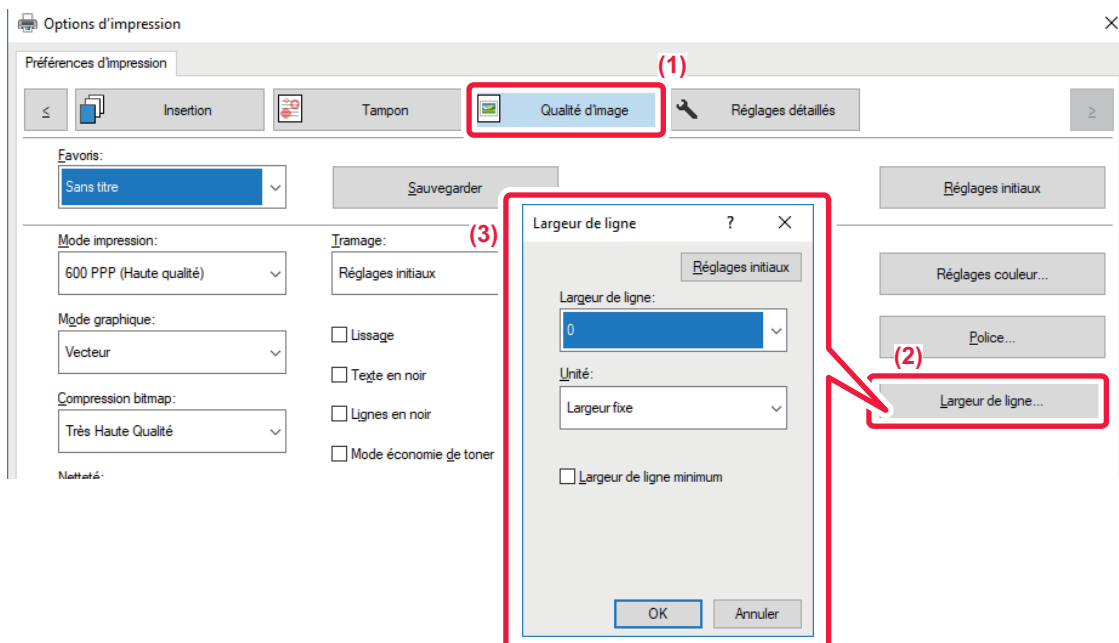 Options d'impression
Préférences d'impression
(1)
<
Insertion
Tampon
Qualité d'image
Réglages détaillés
>
Favoris:
Sans titre
Sauvegarder
Réglages initiaux
Mode impression:
600 PPP (Haute qualité)
Tramage:
Réglages initiaux
Réglages couleur...
Mode graphique:
Vecteur
Lissage
Police...
Texte en noir
(2)
Compression bitmap:
Très Haute Qualité
Lignes en noir
Largeur de ligne...
Mode économie de toner
Netteté:
(3)
Largeur de ligne
?
Réglages initiaux
Largeur de ligne:
0
Unité:
Largeur fixe
Largeur de ligne minimum
OK
Annuler